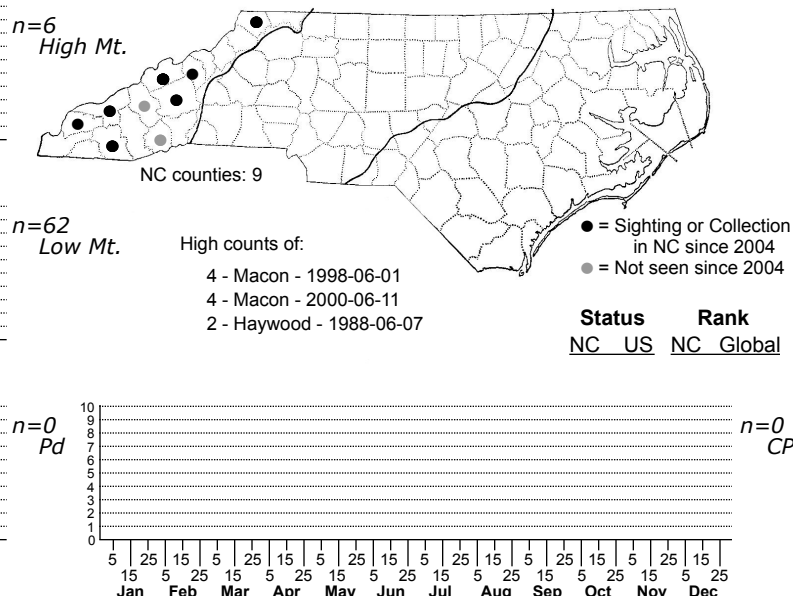 n=6
High Mt.
NC counties: 9
n=62
Low Mt.
High counts of:
4 - Macon - 1998-06-01
4 - Macon - 2000-06-11
2 - Haywood - 1988-06-07
● = Sighting or Collection
in NC since 2004
● = Not seen since 2004
Status Rank
NC US NC Global
n=0
Pd
10
9
8
7
6
5
4
3
2
1
0
n=0
CP
5 25 15 5 25 15 5 25 15 5 25 15 5 25 15 5 25 15
15 5 25 15 5 25 15 5 25 15 5 25 15 5 25 15 5 25
Jan Feb Mar Apr May Jun Jul Aug Sep Oct Nov Dec